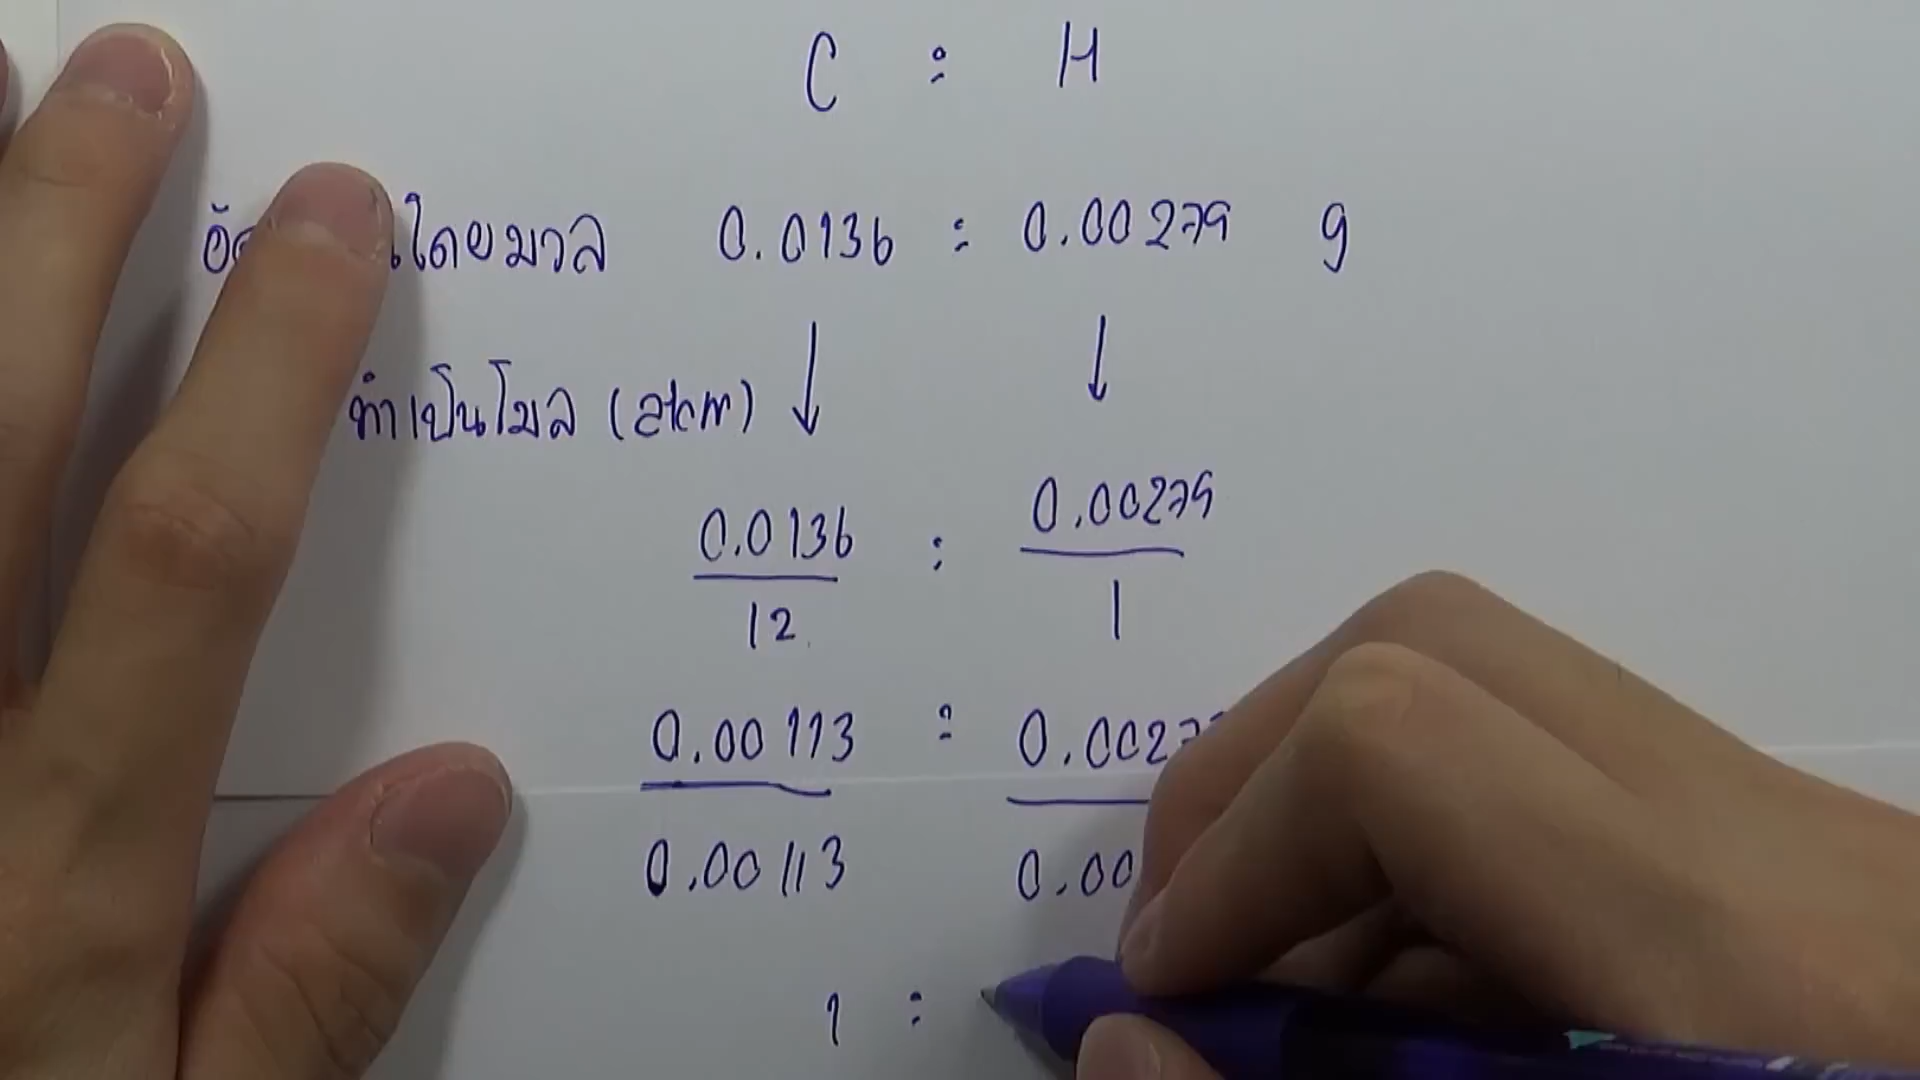 C : H
โดยมวล 0.0136 : 0.00279 g
ทำเป็นโมล (atom)
0.0136 : 0.00279
12 1
0.00113 : 0.0027
0.00113 0.00
1 :